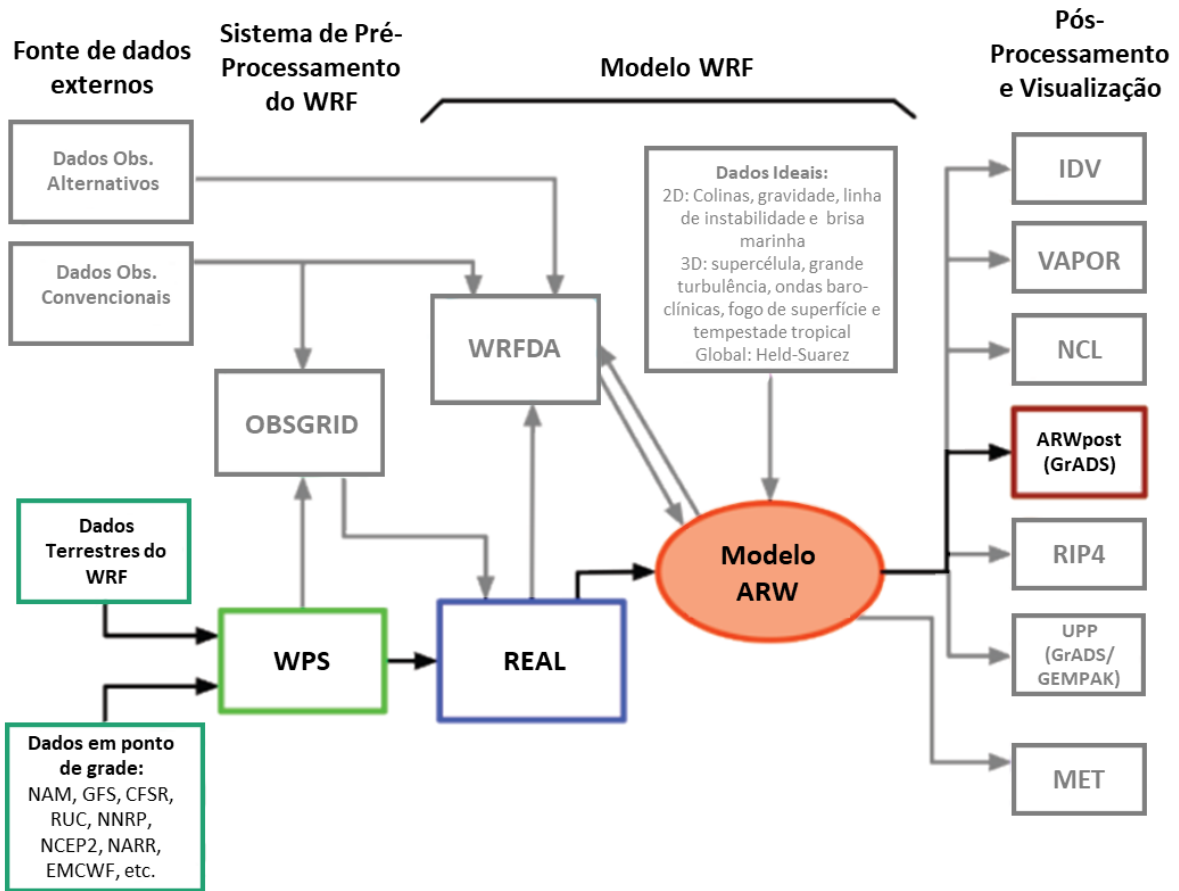 Fonte de dados
externos
Sistema de Pré-
Processamento
do WRF
Modelo WRF
Pós-
Processamento
e Visualização
Dados Obs.
Alternativos
Dados Obs.
Convencionais
OBSGRID
WRFDA
Dados Ideais:
2D: Colinas, gravidade, linha
de instabilidade e brisa
marinha
3D: supercélula, grande
turbulência, ondas baro-
clínicas, fogo de superfície e
tempestade tropical
Global: Held-Suarez
Dados
Terrestres do
WRF
Dados em ponto
de grade:
NAM, GFS, CFSR,
RUC, NNRP,
NCEP2, NARR,
EMCWF, etc.
WPS
REAL
Modelo
ARW
IDV
VAPOR
NCL
ARWpost
(GrADS)
RIP4
UPP
(GrADS/
GEMPAK)
MET